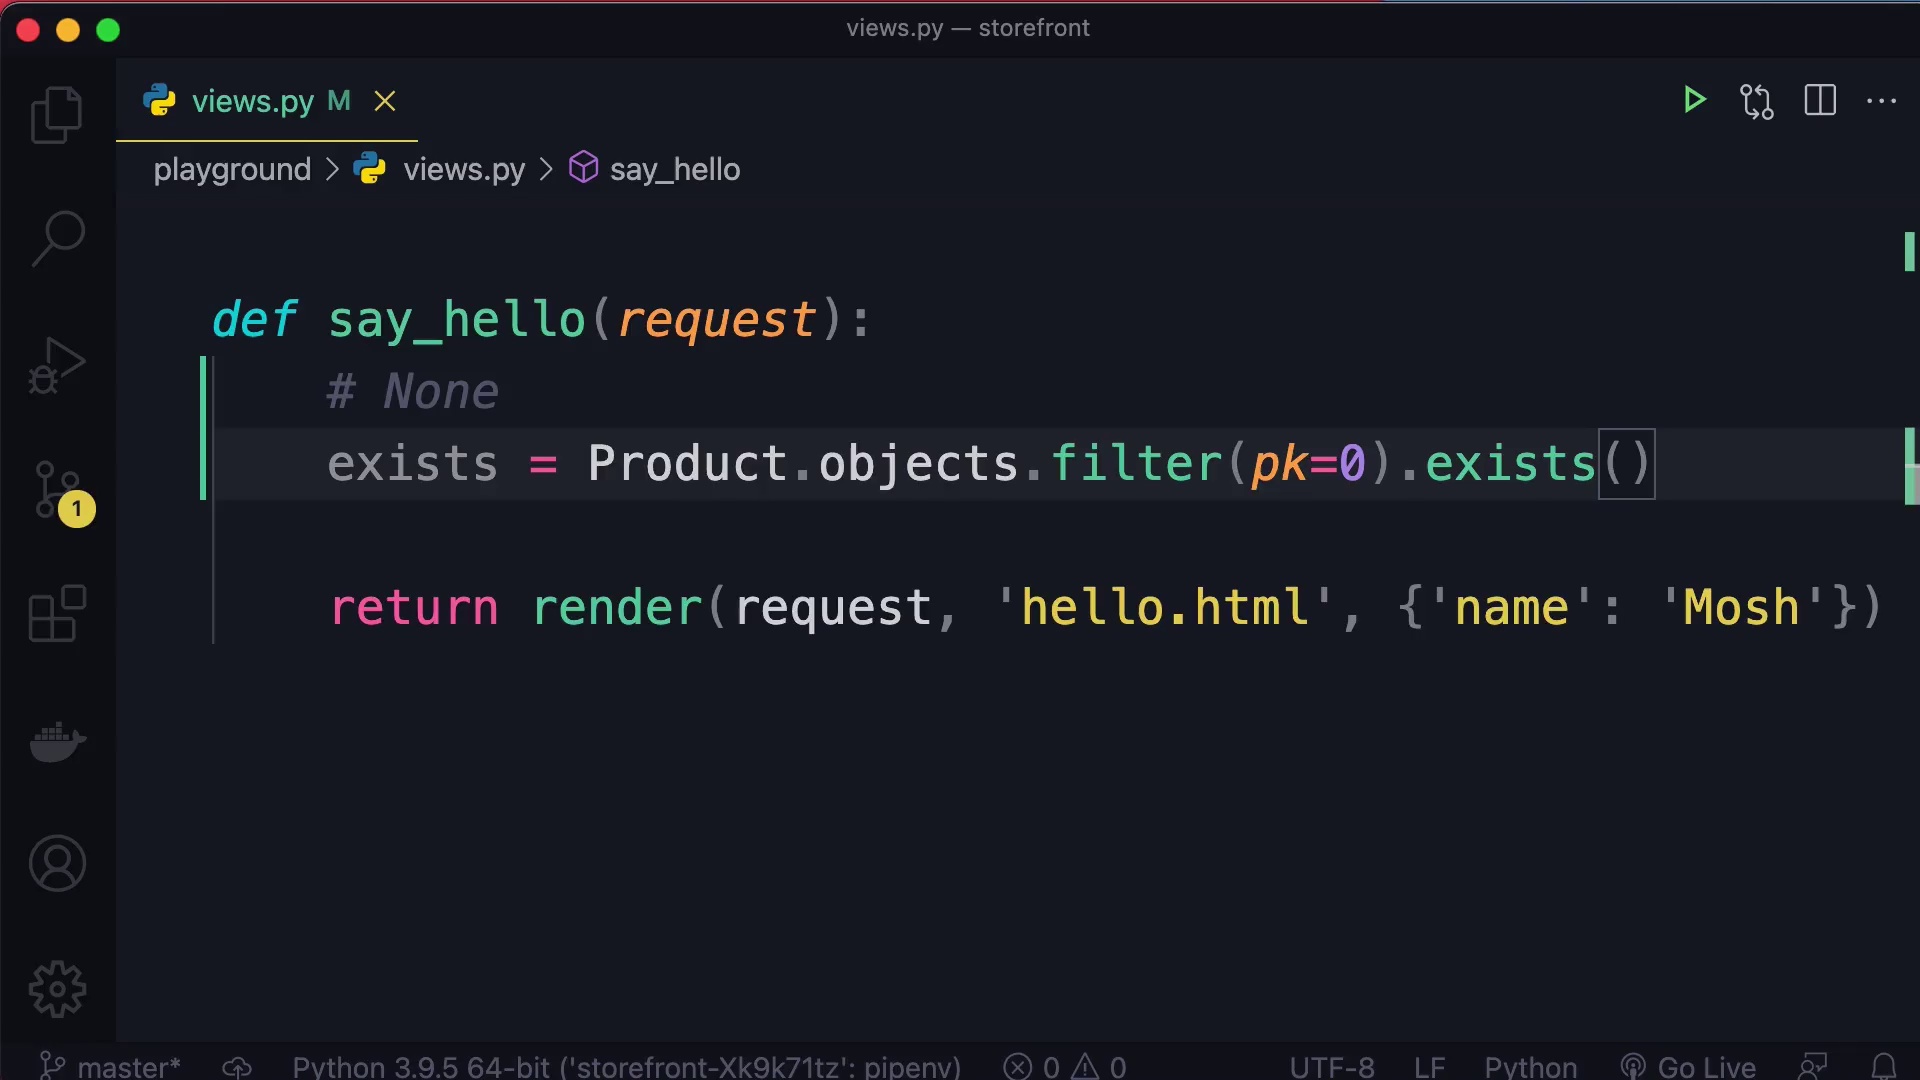 views.py — storefront
views.py M
playground > views.py > say_hello
def say_hello(request):
# None
exists = Product.objects.filter(pk=0).exists()
return render(request, 'hello.html', {'name': 'Mosh'})
1
master* Python 3.9.5 64-bit ('storefront-Xk9k71tz': pipenv) 0 0 UTF-8 LF Python Go Live